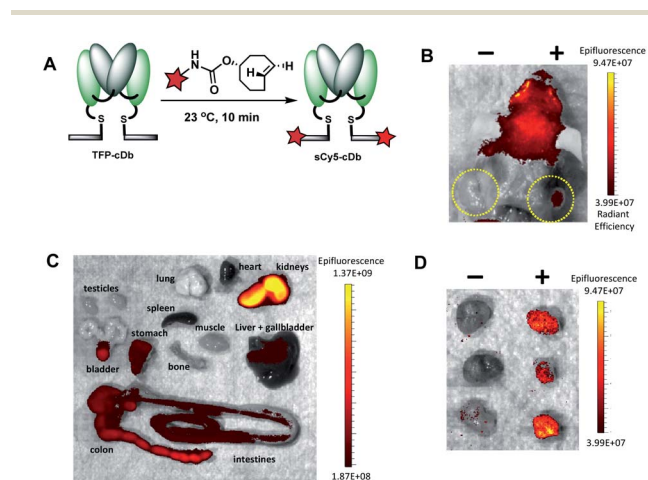 A
H
N
O
O
H
H
S
S
TFP-cDb
23 °C, 10 min
S
S
sCy5-cDb
B
− +
Epifluorescence
9.47E+07
3.99E+07
Radiant
Efficiency
C
testicles
lung
heart
kidneys
spleen
stomach
muscle
Liver + gallbladder
bladder
bone
colon
intestines
Epifluorescence
1.37E+09
1.87E+08
D
− +
Epifluorescence
9.47E+07
3.99E+07